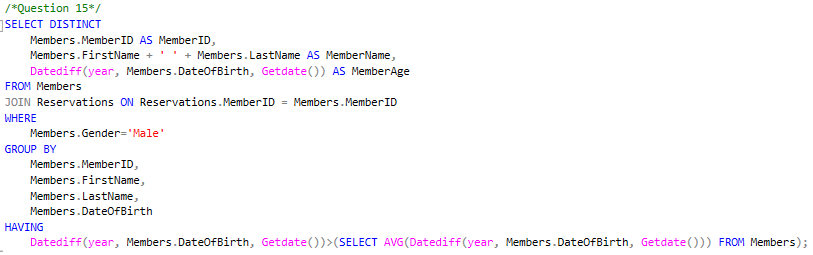 /*Question 15*/
SELECT DISTINCT
Members.MemberID AS MemberID,
Members.FirstName + ' ' + Members.LastName AS MemberName,
Datediff(year, Members.DateOfBirth, Getdate()) AS MemberAge
FROM Members
JOIN Reservations ON Reservations.MemberID = Members.MemberID
WHERE
Members.Gender='Male'
GROUP BY
Members.MemberID,
Members.FirstName,
Members.LastName,
Members.DateOfBirth
HAVING
Datediff(year, Members.DateOfBirth, Getdate())>(SELECT AVG(Datediff(year, Members.DateOfBirth, Getdate())) FROM Members);